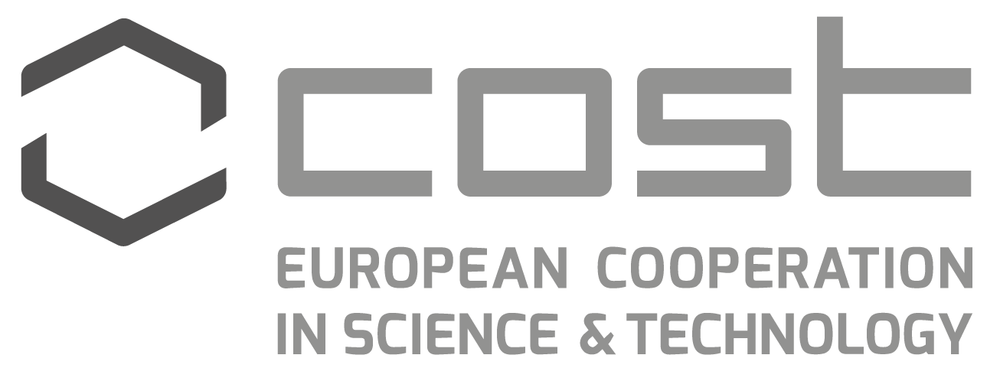 cost
EUROPEAN COOPERATION
IN SCIENCE & TECHNOLOGY